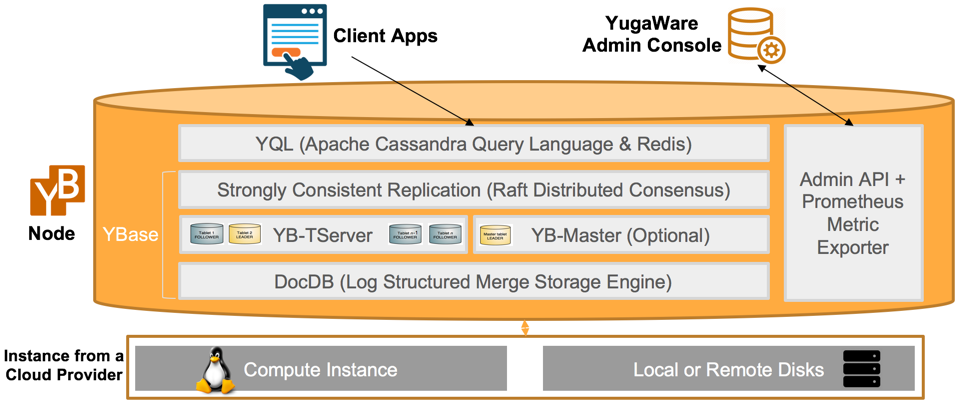 Client Apps
YugaWare
Admin Console
YQL (Apache Cassandra Query Language & Redis)
Strongly Consistent Replication (Raft Distributed Consensus)
Admin API +
Prometheus
Metric
Exporter
YB
Node
YBase
Tablet 1
FOLLOWER
Tablet 2
LEADER
YB-TServer
Tablet n-1
FOLLOWER
Tablet n
FOLLOWER
Master tablet
LEADER
YB-Master (Optional)
DocDB (Log Structured Merge Storage Engine)
Instance from a
Cloud Provider
Compute Instance
Local or Remote Disks